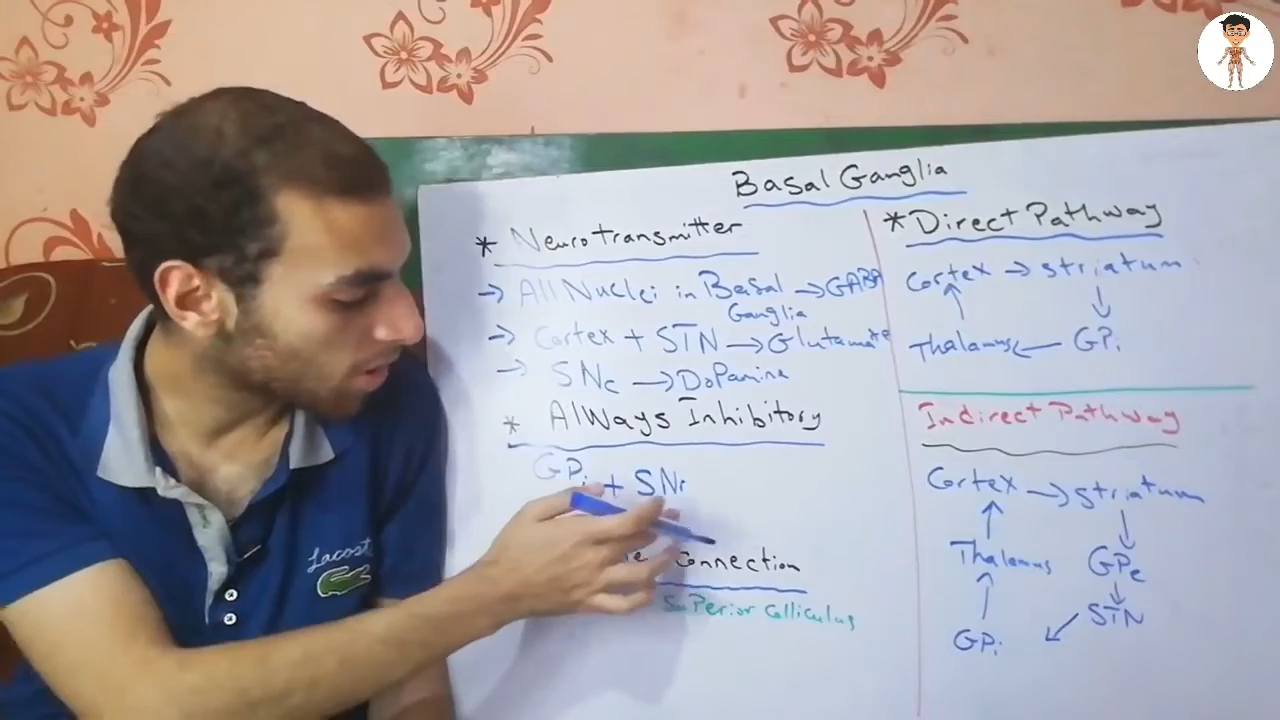 Basal Ganglia
* Neurotransmitter
→ All Nuclei in Basal Ganglia → GABA
→ Cortex + STN → Glutamate
→ SNc → Dopamine
* Always Inhibitory
GPi + SNr
Connection
Superior Colliculus
* Direct Pathway
Cortex → striatum
↑ ↓
Thalamus ← GPi
Indirect Pathway
Cortex → striatum
↑ ↓
Thalamus GPe
↑ ↓
STN
↙
GPi
Lacoste